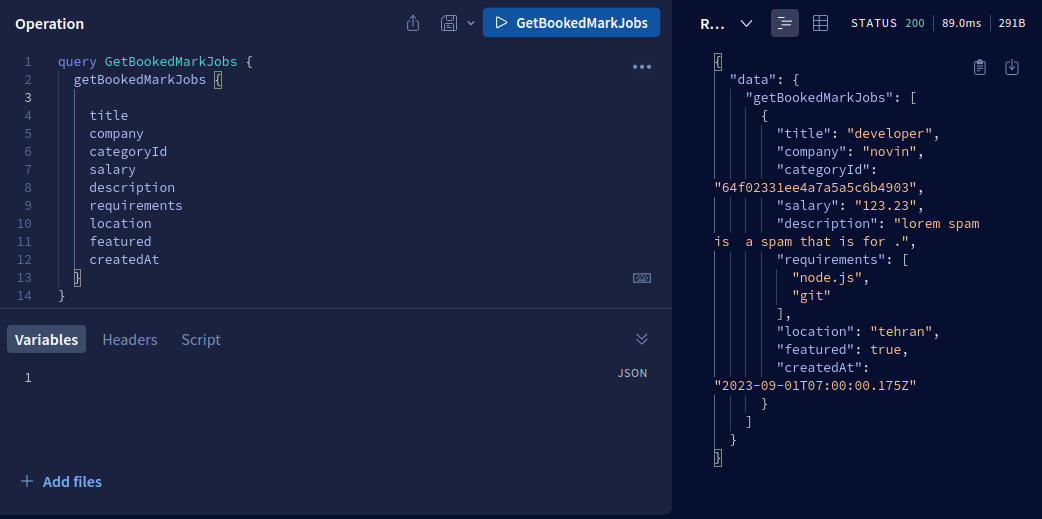 Operation
GetBookedMarkJobs
1 query GetBookedMarkJobs {
2 getBookedMarkJobs {
3
4 title
5 company
6 categoryId
7 salary
8 description
9 requirements
10 location
11 featured
12 createdAt
13 }
14 }
Variables Headers Script
1
JSON
+ Add files
R... STATUS 200 89.0ms 291B
{
"data": {
"getBookedMarkJobs": [
{
"title": "developer",
"company": "novin",
"categoryId":
"64f02331ee4a7a5a5c6b4903",
"salary": "123.23",
"description": "lorem spam
is  a spam that is for .",
"requirements": [
"node.js",
"git"
],
"location": "tehran",
"featured": true,
"createdAt":
"2023-09-01T07:00:00.175Z"
}
]
}
}